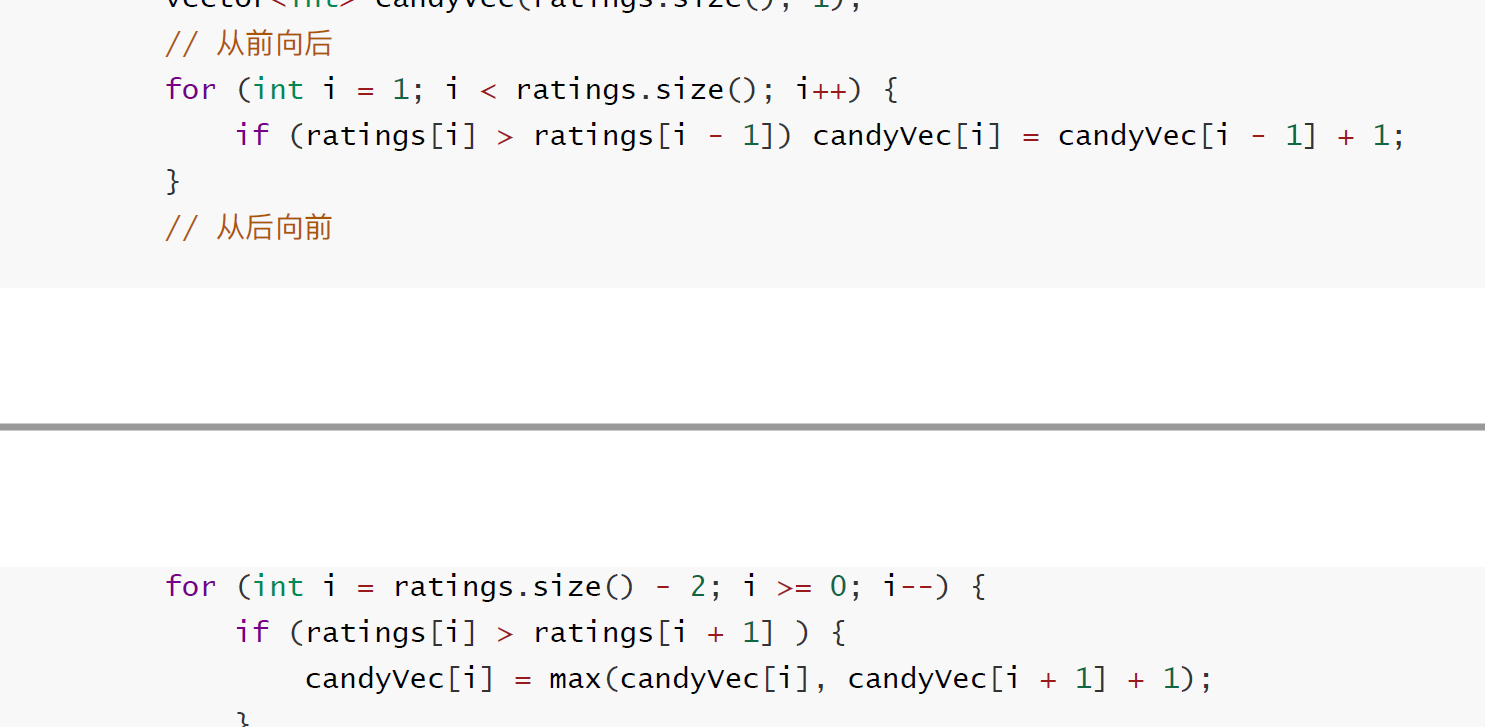 vector<int> candyVec(ratings.size(), 1);
// 从前向后
for (int i = 1; i < ratings.size(); i++) {
if (ratings[i] > ratings[i - 1]) candyVec[i] = candyVec[i - 1] + 1;
}
// 从后向前
for (int i = ratings.size() - 2; i >= 0; i--) {
if (ratings[i] > ratings[i + 1] ) {
candyVec[i] = max(candyVec[i], candyVec[i + 1] + 1);
}